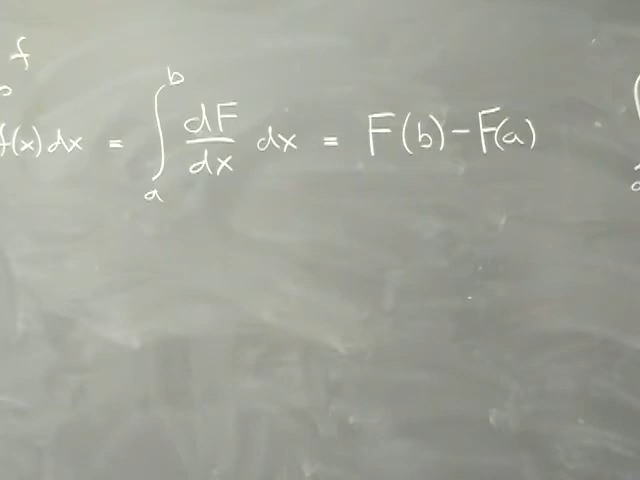 f
f(x) dx = ∫_a^b dF/dx dx = F(b) - F(a)